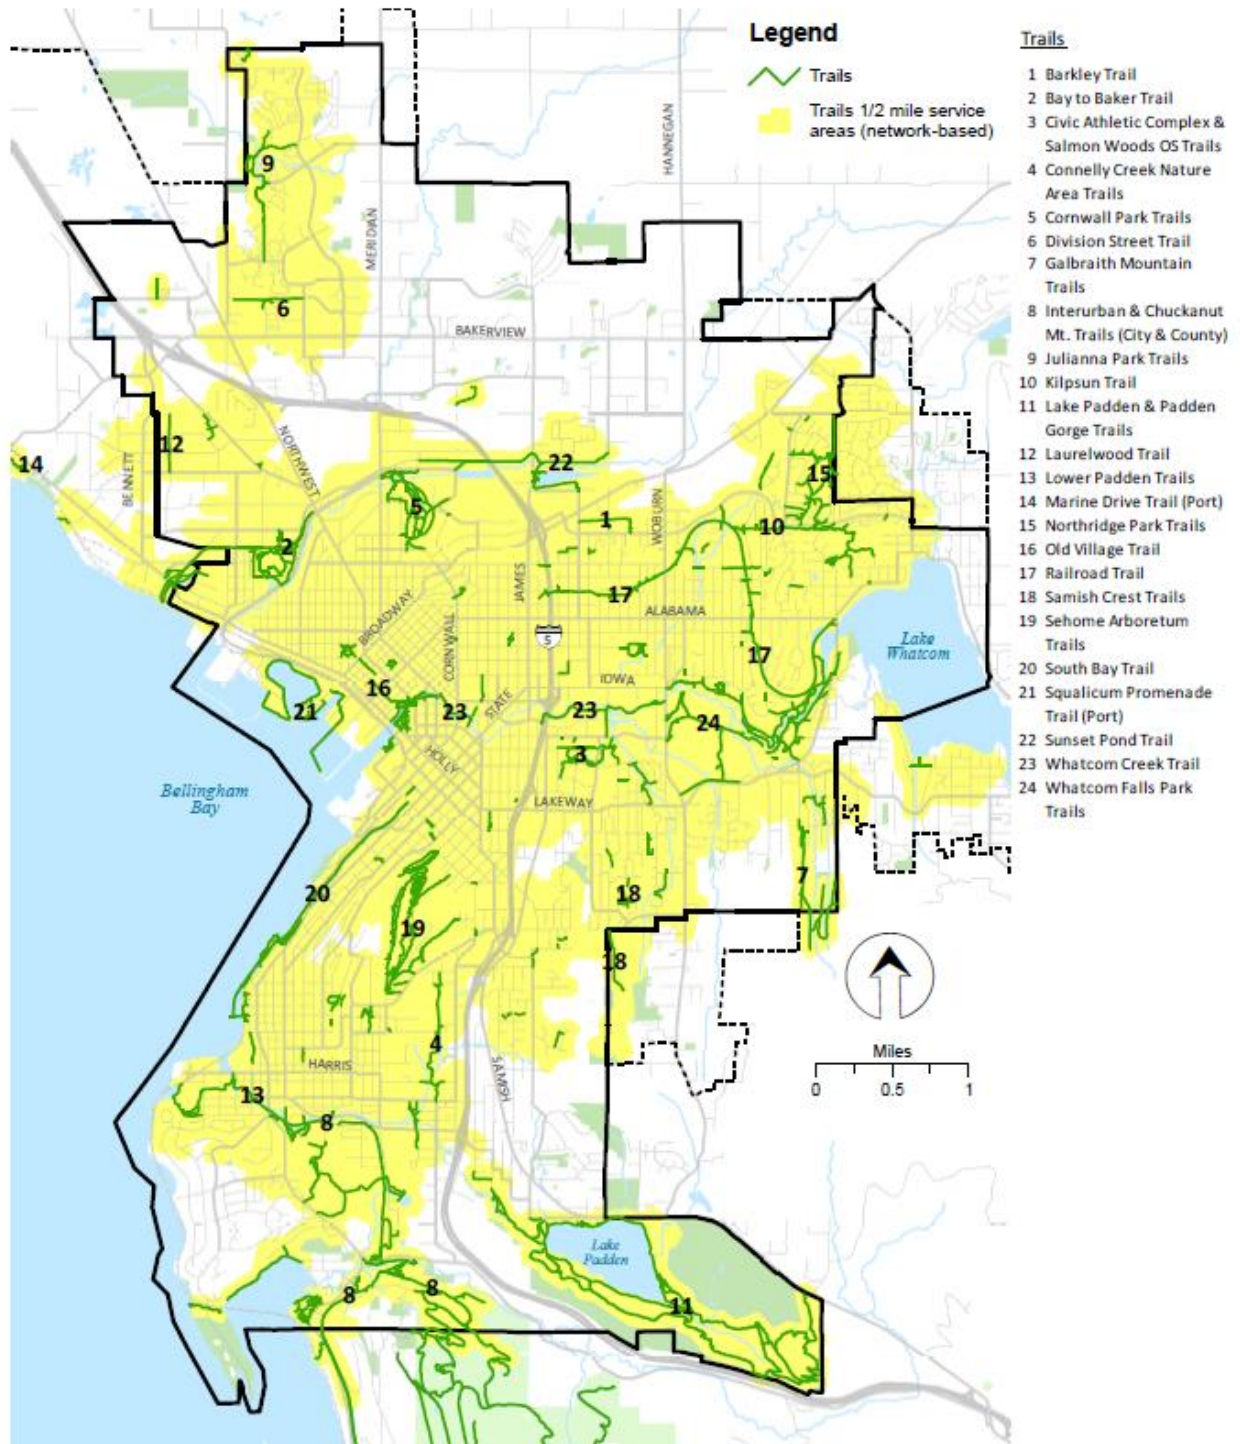 Legend
Trails
Trails 1/2 mile service
areas (network-based)
Trails
1 Barkley Trail
2 Bay to Baker Trail
3 Civic Athletic Complex &
Salmon Woods OS Trails
4 Connelly Creek Nature
Area Trails
5 Cornwall Park Trails
6 Division Street Trail
7 Galbraith Mountain
Trails
8 Interurban & Chuckanut
Mt. Trails (City & County)
9 Julianna Park Trails
10 Kilpsun Trail
11 Lake Padden & Padden
Gorge Trails
12 Laurelwood Trail
13 Lower Padden Trails
14 Marine Drive Trail (Port)
15 Northridge Park Trails
16 Old Village Trail
17 Railroad Trail
18 Samish Crest Trails
19 Sehome Arboretum
Trails
20 South Bay Trail
21 Squalicum Promenade
Trail (Port)
22 Sunset Pond Trail
23 Whatcom Creek Trail
24 Whatcom Falls Park
Trails
HANNEGAN
9
MERIDIAN
6
BAKERVIEW
12
14
BENNETT
NORTHWEST
22
15
5
1
WOBURN
10
2
JAMES
17
ALABAMA
BROADWAY
CORNWALL
5
Lake
Whatcom
17
IOWA
16
STATE
21
23
23
24
HOLLY
3
Bellingham
Bay
LAKEWAY
7
20
18
19
18
4
SAMISH
HARRIS
Miles
0 0.5 1
13
8
Lake
Padden
8
8
11